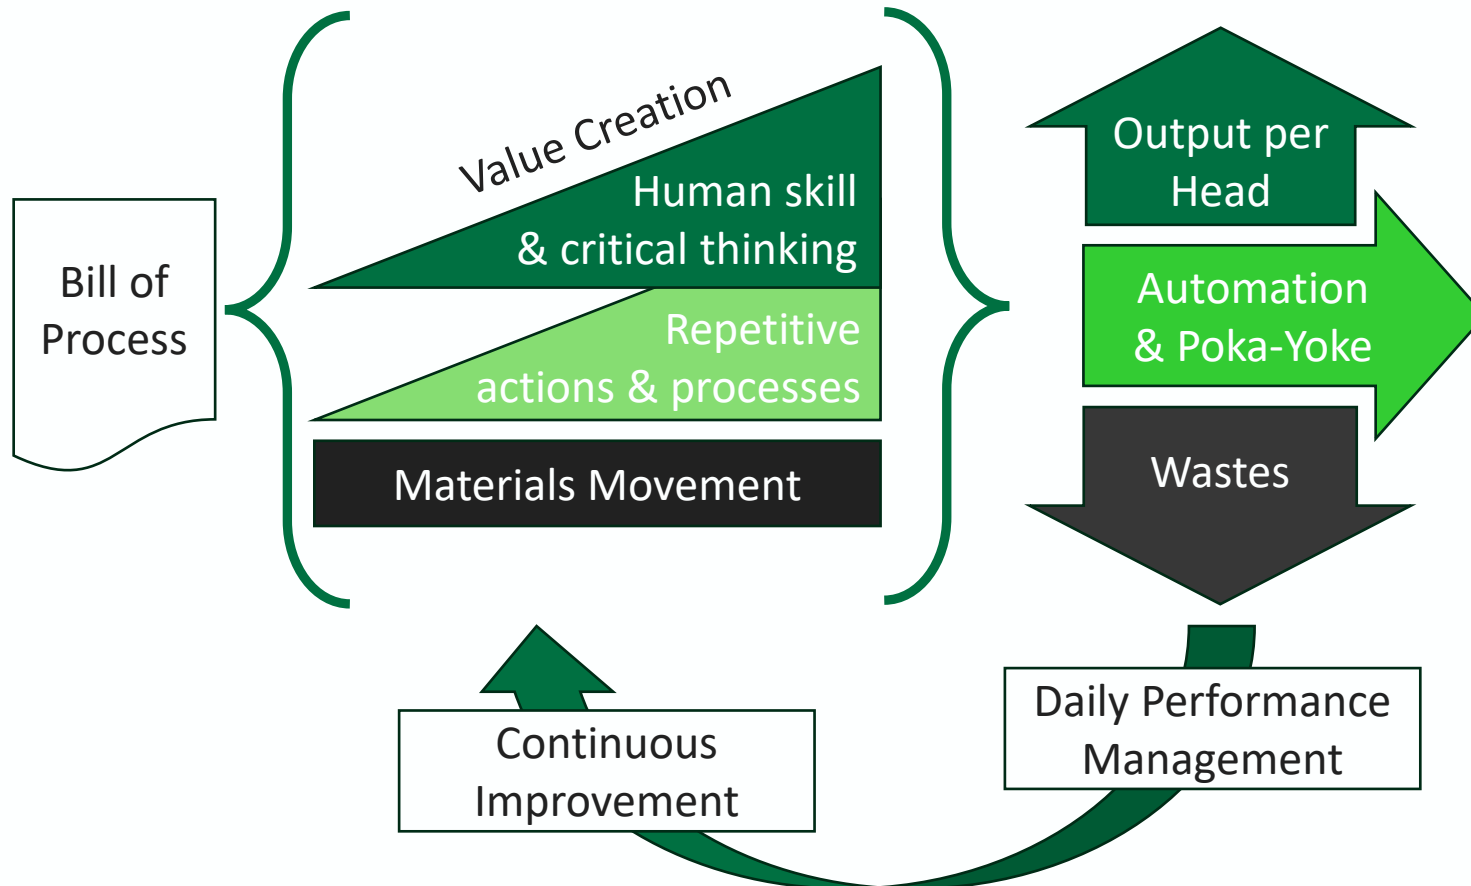 Bill of
Process
Value Creation
Human skill
& critical thinking
Repetitive
actions & processes
Materials Movement
Output per
Head
Automation
& Poka-Yoke
Wastes
Continuous
Improvement
Daily Performance
Management